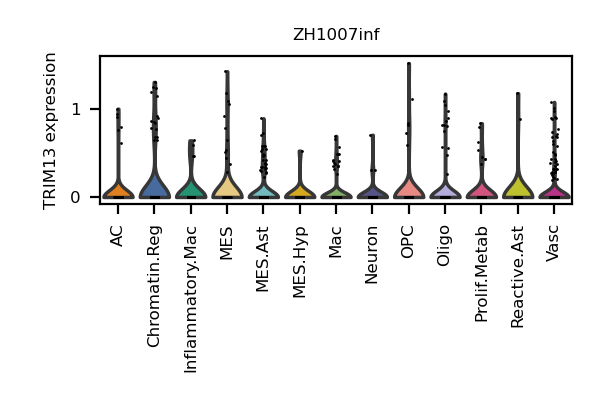 ZH1007inf
TRIM13 expression
1
0
AC
Chromatin.Reg
Inflammatory.Mac
MES
MES.Ast
MES.Hyp
Mac
Neuron
OPC
Oligo
Prolif.Metab
Reactive.Ast
Vasc